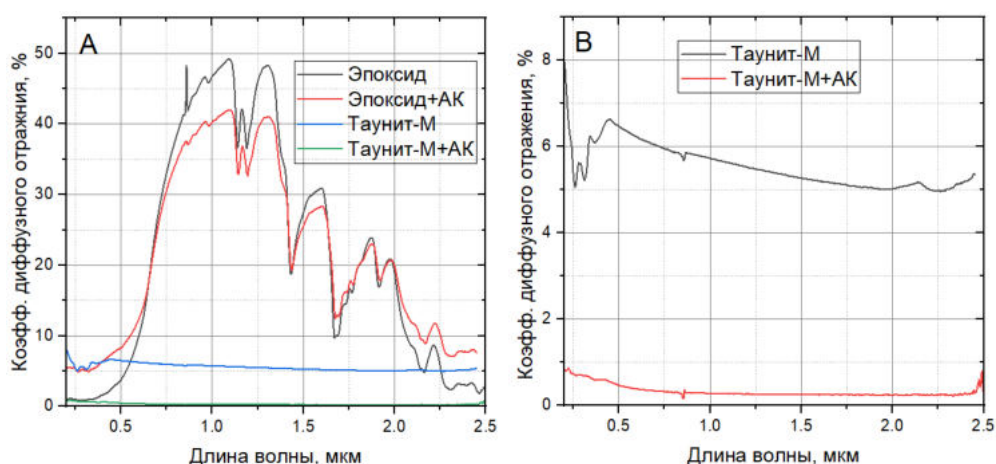 A
Коэфф. диффузного отражния, %
50
40
30
20
10
0
Эпоксид
Эпоксид+АК
Таунит-М
Таунит-М+АК
0.5
1.0
1.5
2.0
2.5
Длина волны, мкм
B
Коэфф. диффузного отражения, %
8
6
4
2
0
Таунит-М
Таунит-М+АК
0.5
1.0
1.5
2.0
2.5
Длина волны, мкм